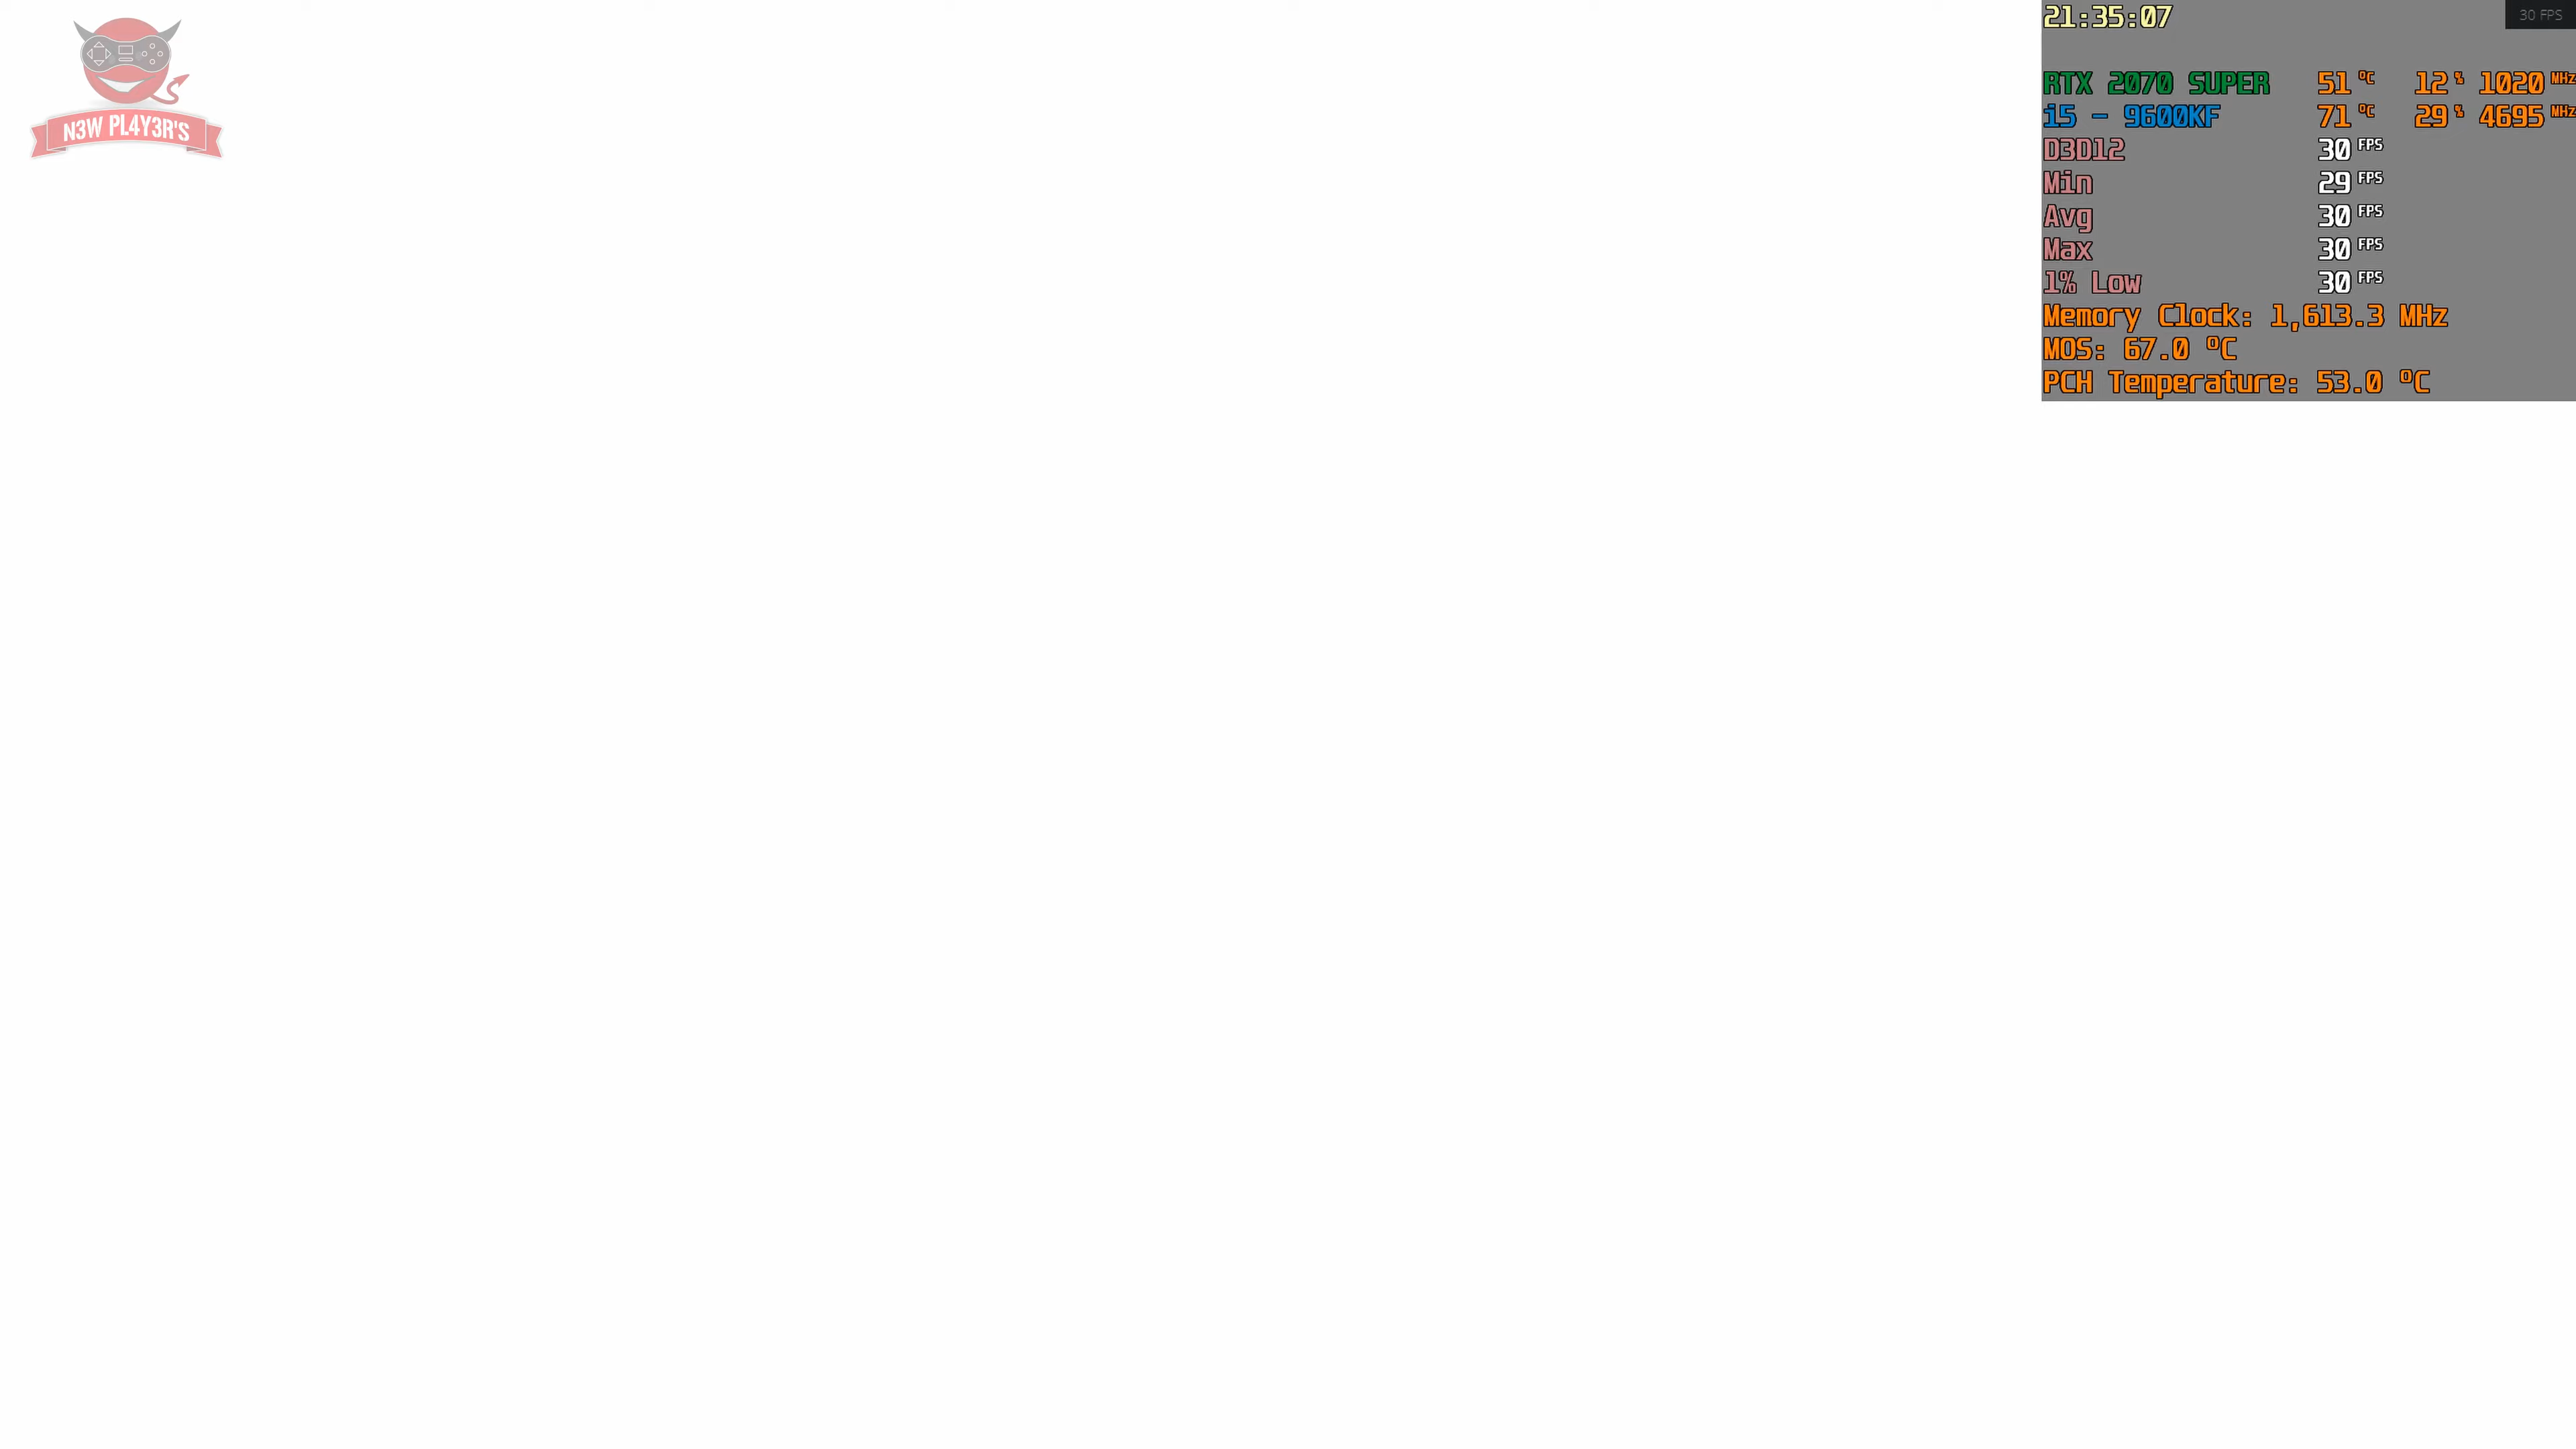 N3W PL4Y3R'S
21:35:07
30 FPS
RTX 2070 SUPER 51 °C 12 % 1020 MHz
i5 - 9600KF 71 °C 29 % 4695 MHz
D3D12 30 FPS
Min 29 FPS
Avg 30 FPS
Max 30 FPS
1% Low 30 FPS
Memory Clock: 1,613.3 MHz
MOS: 67.0 °C
PCH Temperature: 53.0 °C